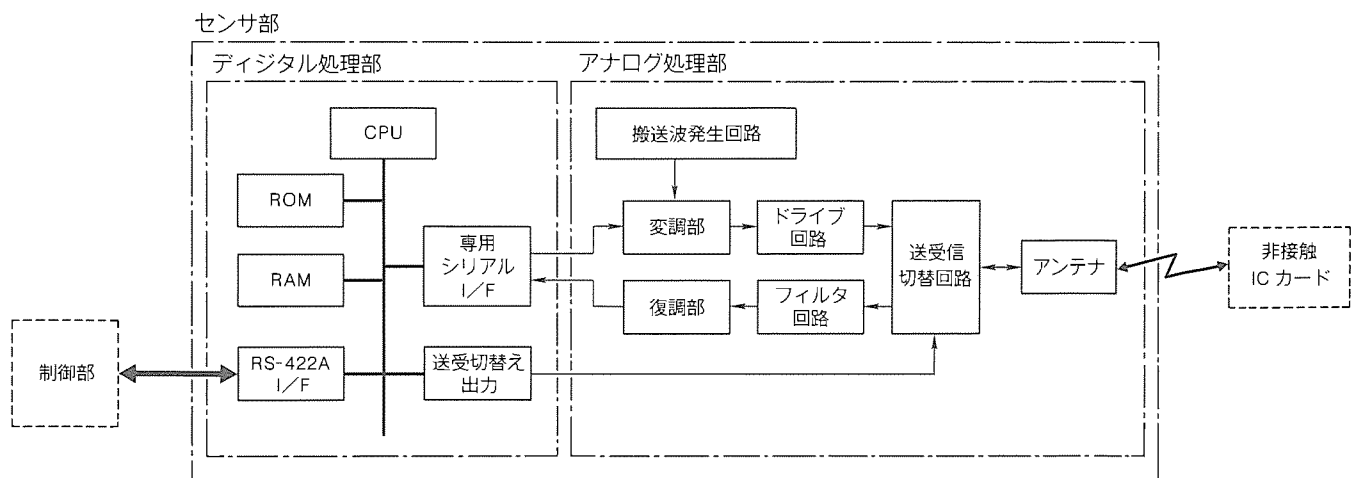 センサ部
ディジタル処理部
アナログ処理部
CPU
搬送波発生回路
ROM
専用
シリアル
I/F
変調部
ドライブ
回路
送受信
切替回路
アンテナ
非接触
ICカード
RAM
復調部
フィルタ
回路
制御部
RS-422A
I/F
送受切替え
出力